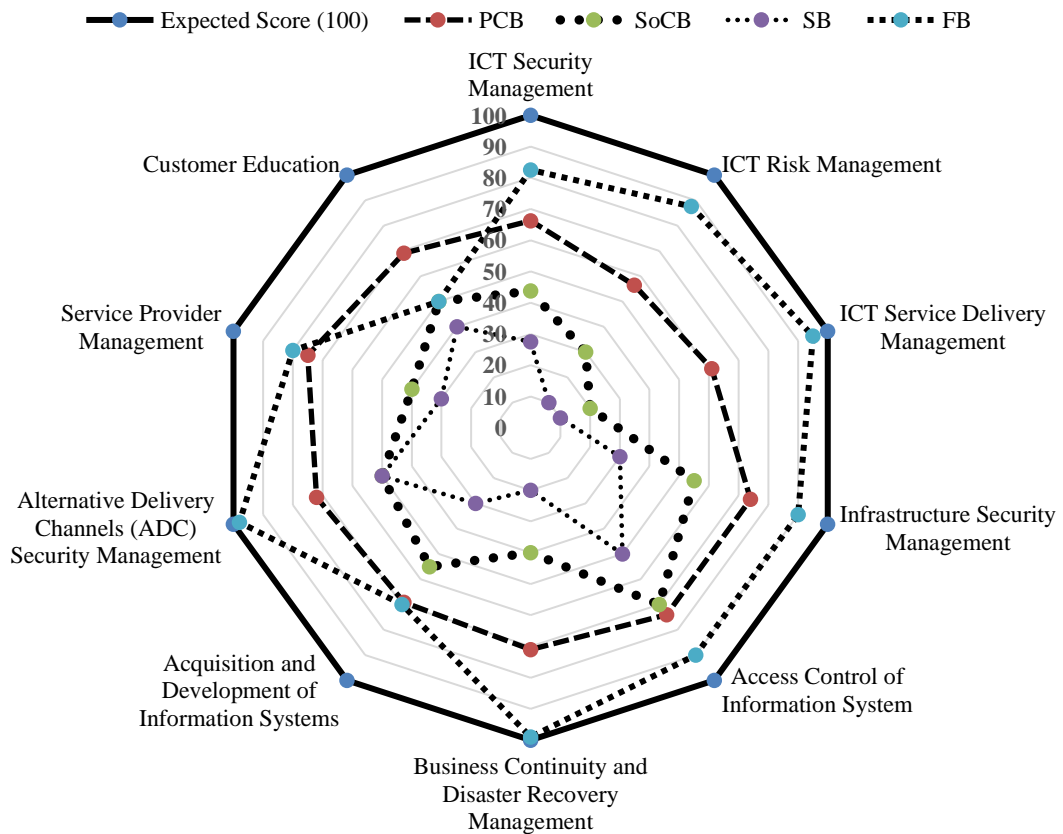 Expected Score (100) PCB SoCB SB FB
ICT Security
Management
100
90
80
70
60
50
40
30
20
10
0
ICT Risk Management
ICT Service Delivery
Management
Infrastructure Security
Management
Access Control of
Information System
Business Continuity and
Disaster Recovery
Management
Acquisition and
Development of
Information Systems
Alternative Delivery
Channels (ADC)
Security Management
Service Provider
Management
Customer Education